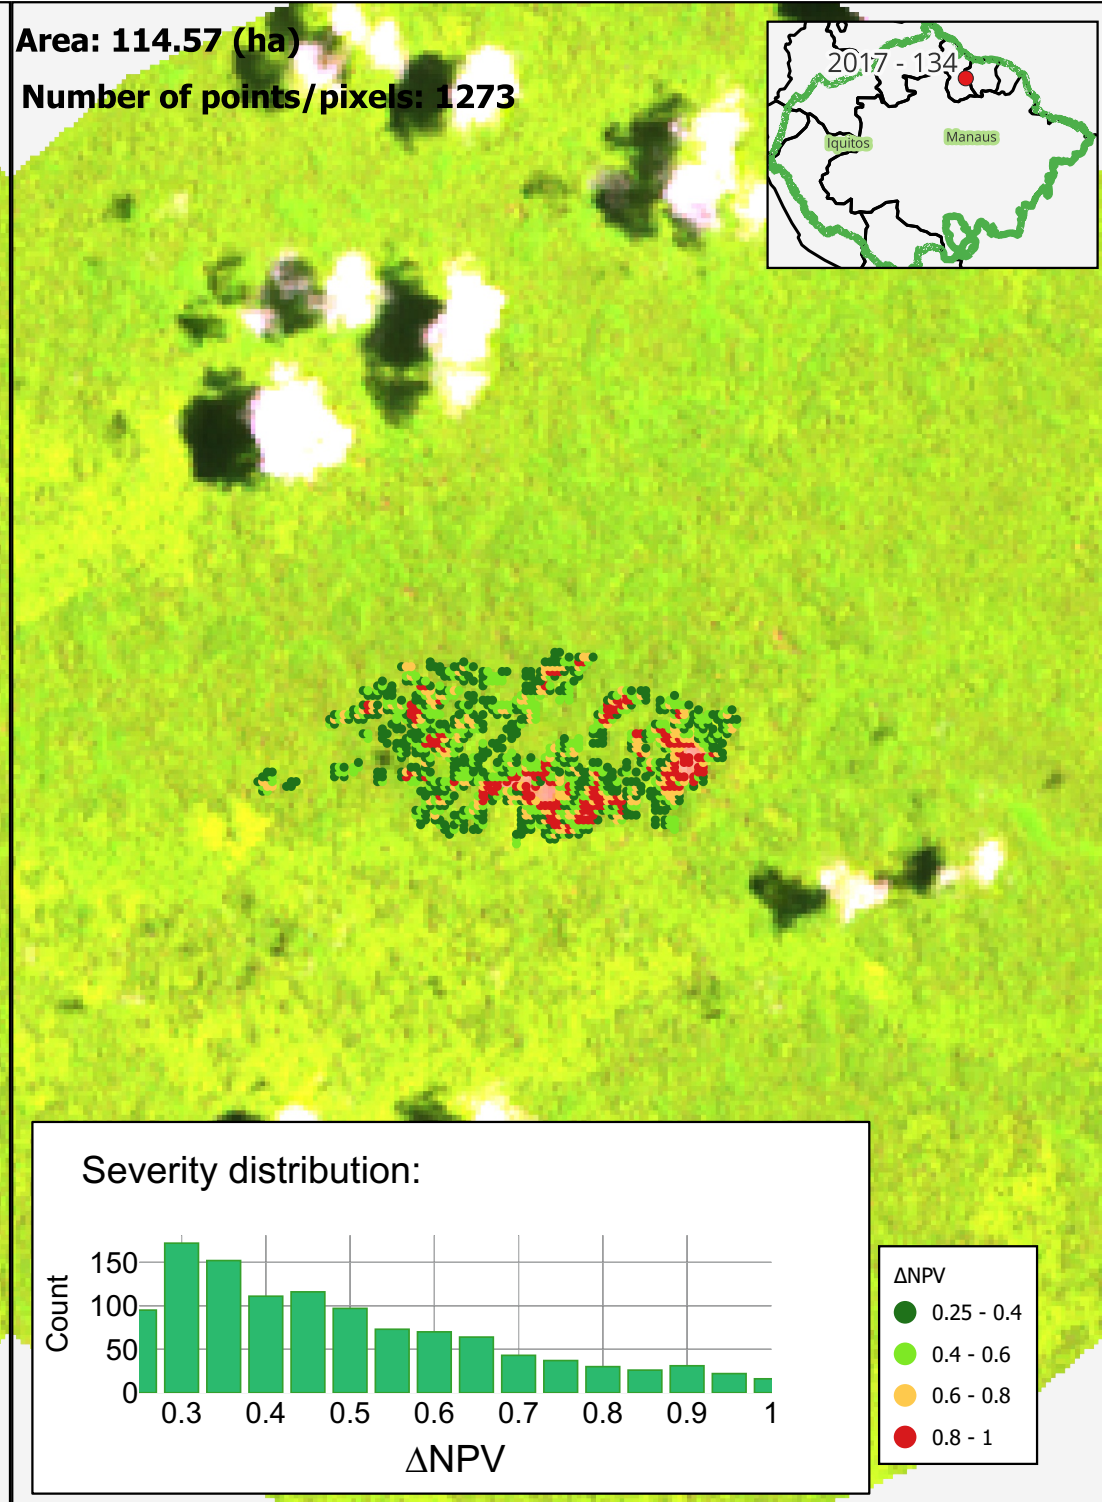 Area: 114.57 (ha)
Number of points/pixels: 1273
2017 - 134
Iquitos
Manaus
Severity distribution:
Count
150
100
50
0
0.3 0.4 0.5 0.6 0.7 0.8 0.9 1
ΔNPV
ΔNPV
0.25 - 0.4
0.4 - 0.6
0.6 - 0.8
0.8 - 1